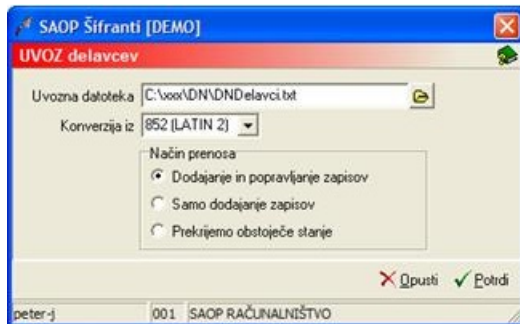 SAOP Šifranti [DEMO]
UVOZ delavcev
Uvozna datoteka C:\xxx\DN\DNDelavci.txt
Konverzija iz 852 (LATIN 2)
Način prenosa
Dodajanje in popravljanje zapisov
Samo dodajanje zapisov
Prekrijemo obstoječe stanje
Opusti Potrdi
peter-j 001 SAOP RAČUNALNIŠTVO